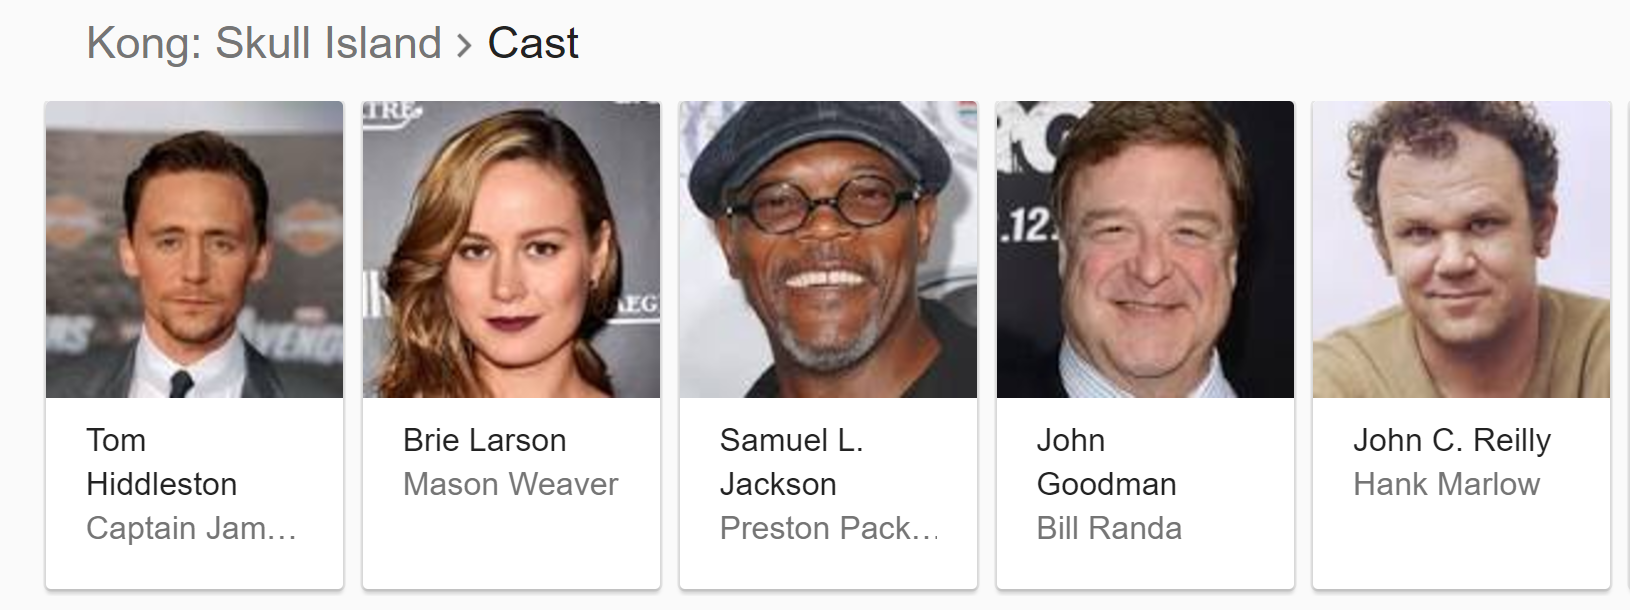 Kong: Skull Island > Cast
Tom
Hiddleston
Captain Jam...
Brie Larson
Mason Weaver
Samuel L.
Jackson
Preston Pack...
John
Goodman
Bill Randa
John C. Reilly
Hank Marlow
.12.